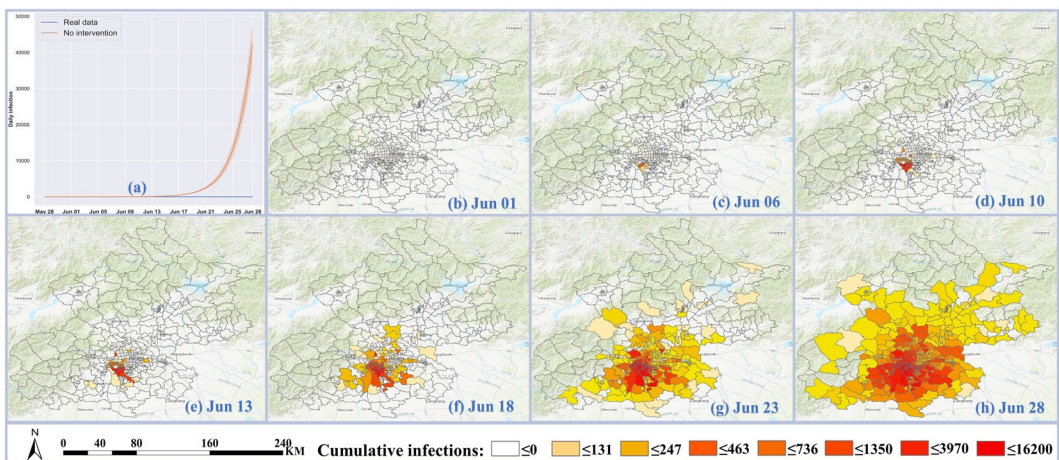 Real data
No intervention
50000
40000
30000
20000
10000
0
Daily infection
May 28 Jun 01 Jun 05 Jun 09 Jun 13 Jun 17 Jun 21 Jun 25 Jun 28
(a)
(b) Jun 01
(c) Jun 06
(d) Jun 10
(e) Jun 13
(f) Jun 18
(g) Jun 23
(h) Jun 28
N
0 40 80 160 240 KM
Cumulative infections: ≤0 ≤131 ≤247 ≤463 ≤736 ≤1350 ≤3970 ≤16200